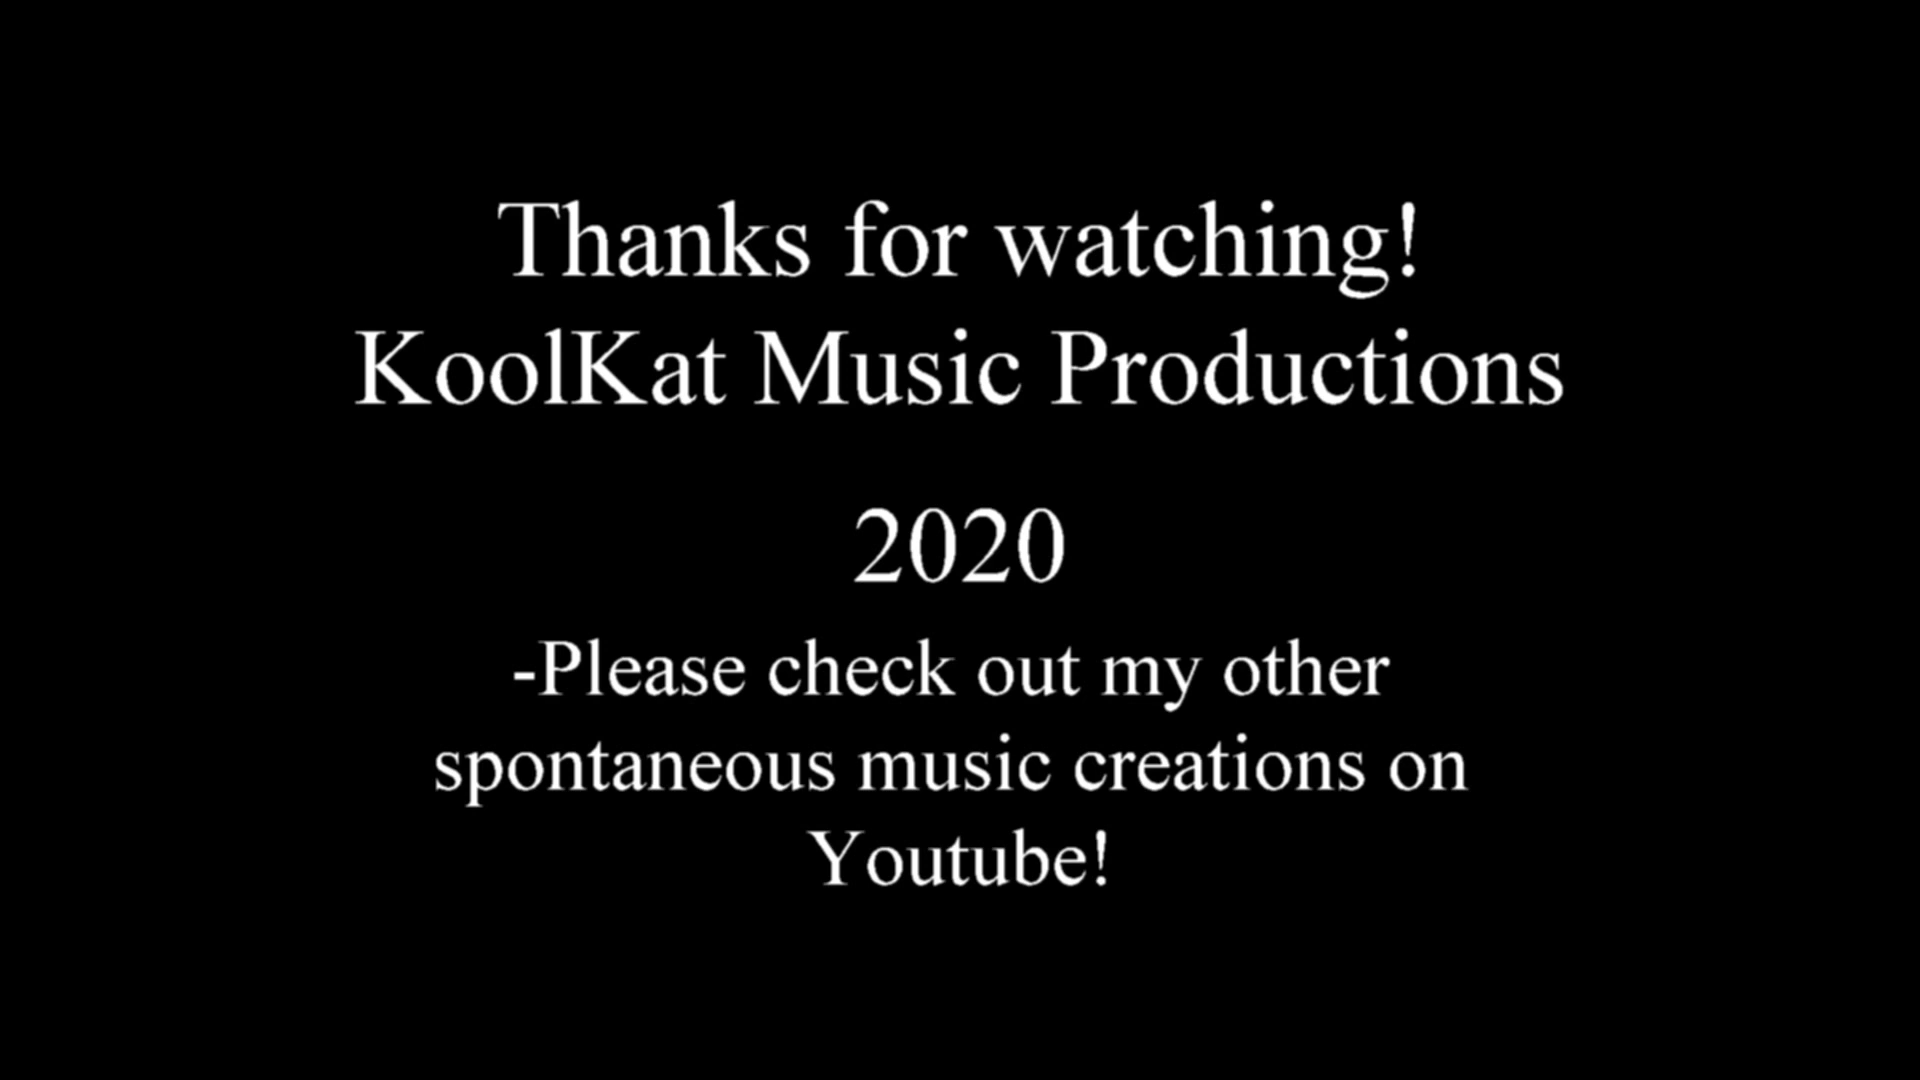 Thanks for watching!
KoolKat Music Productions
2020
-Please check out my other
spontaneous music creations on
Youtube!